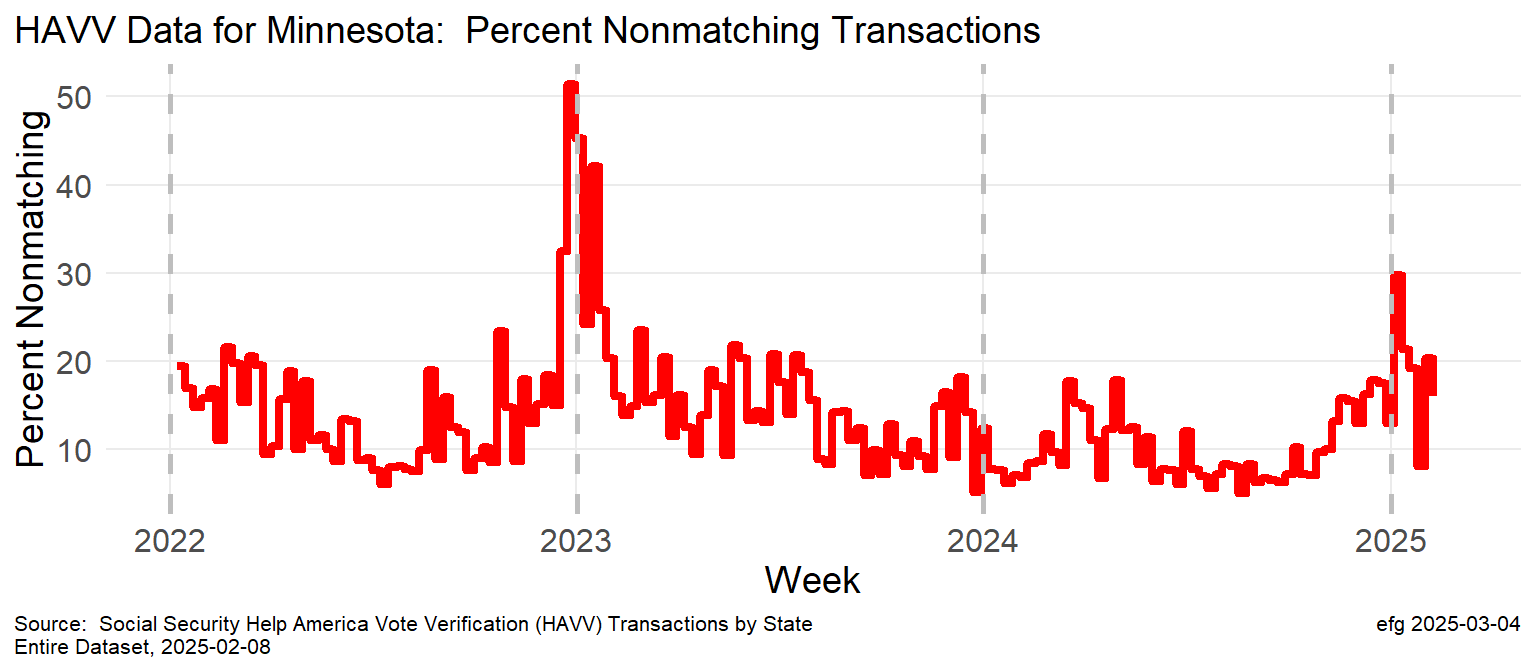 HAVV Data for Minnesota:  Percent Nonmatching Transactions
Percent Nonmatching
50
40
30
20
10
2022 2023 2024 2025
Week
Source:  Social Security Help America Vote Verification (HAVV) Transactions by State
Entire Dataset, 2025-02-08
efg 2025-03-04